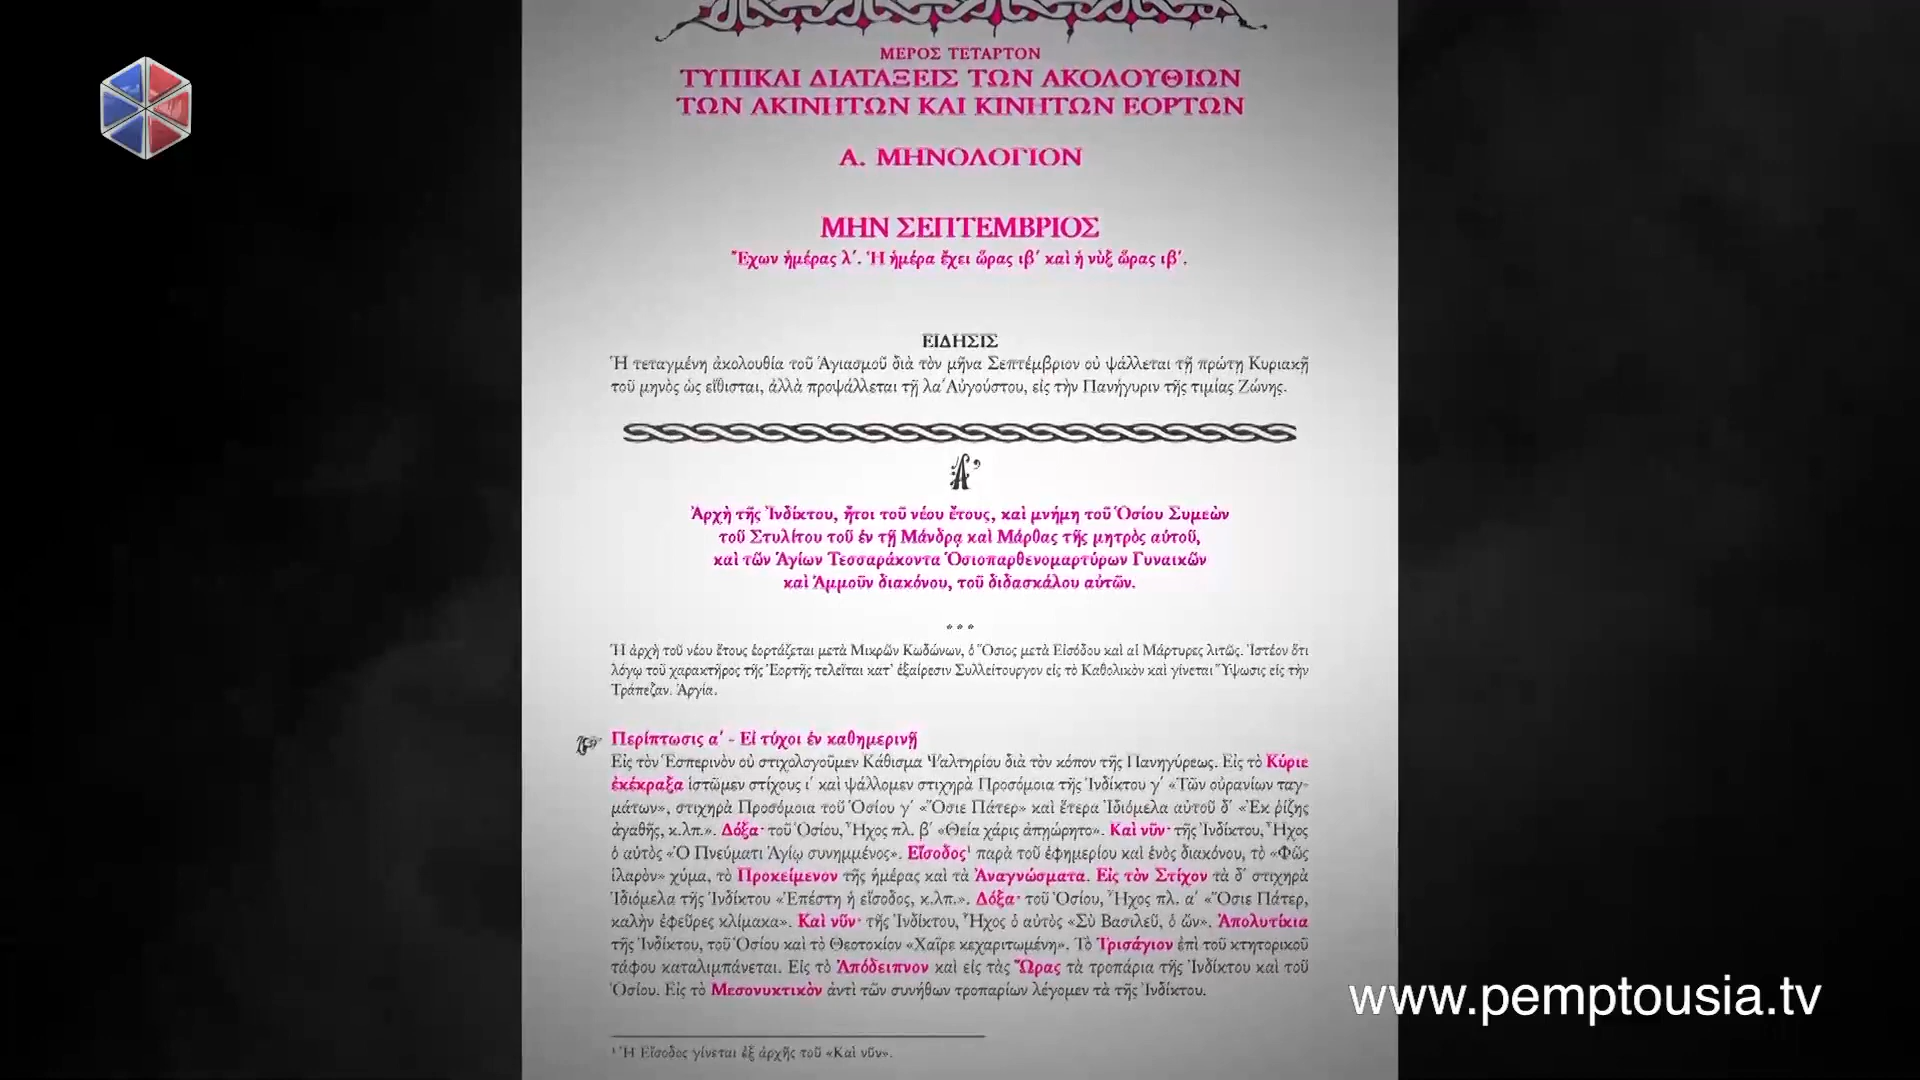 ΜΕΡΟΣ ΤΕΤΑΡΤΟΝ
ΤΥΠΙΚΑΙ ΔΙΑΤΑΞΕΙΣ ΤΩΝ ΑΚΟΛΟΥΘΙΩΝ
ΤΩΝ ΑΚΙΝΗΤΩΝ ΚΑΙ ΚΙΝΗΤΩΝ ΕΟΡΤΩΝ
Α. ΜΗΝΟΛΟΓΙΟΝ
ΜΗΝ ΣΕΠΤΕΜΒΡΙΟΣ
Ἔχων ἡμέρας λ΄. Ἡ ἡμέρα ἔχει ὥρας ιβ΄ καὶ ἡ νὺξ ὥρας ιβ΄.
ΕΙΔΗΣΙΣ
Ἡ τεταγμένη ἀκολουθία τοῦ Ἁγιασμοῦ διὰ τὸν μῆνα Σεπτέμβριον οὐ ψάλλεται τῇ πρώτῃ Κυριακῇ
τοῦ μηνὸς ὡς εἴθισται, ἀλλὰ προψάλλεται τῇ λα΄ Αὐγούστου, εἰς τὴν Πανήγυριν τῆς τιμίας Ζώνης.
Α΄
Ἀρχὴ τῆς Ἰνδίκτου, ἤτοι τοῦ νέου ἔτους, καὶ μνήμη τοῦ Ὁσίου Συμεὼν
τοῦ Στυλίτου τοῦ ἐν τῇ Μάνδρᾳ καὶ Μάρθας τῆς μητρὸς αὐτοῦ,
καὶ τῶν Ἁγίων Τεσσαράκοντα Ὁσιοπαρθενομαρτύρων Γυναικῶν
καὶ Ἀμμοῦν διακόνου, τοῦ διδασκάλου αὐτῶν.
* * *
Ἡ ἀρχὴ τοῦ νέου ἔτους ἑορτάζεται μετὰ Μικρῶν Κωδώνων, ὁ Ὅσιος μετὰ Εἰσόδου καὶ αἱ Μάρτυρες λιτῶς. Ἰστέον ὅτι
λόγῳ τοῦ χαρακτῆρος τῆς Ἑορτῆς τελεῖται κατ᾽ ἐξαίρεσιν Συλλείτουργον εἰς τὸ Καθολικὸν καὶ γίνεται Ὕψωσις εἰς τὴν
Τράπεζαν. Ἀργία.
Περίπτωσις α΄ - Εἰ τύχοι ἐν καθημερινῇ
Εἰς τὸν Ἑσπερινὸν οὐ στιχολογοῦμεν Κάθισμα Ψαλτηρίου διὰ τὸν κόπον τῆς Πανηγύρεως. Εἰς τὸ Κύριε
ἐκέκραξα ἱστῶμεν στίχους ι΄ καὶ ψάλλομεν στιχηρὰ Προσόμοια τῆς Ἰνδίκτου γ΄ «Τῶν οὐρανίων ταγ-
μάτων», στιχηρὰ Προσόμοια τοῦ Ὁσίου γ΄ «Ὅσιε Πάτερ» καὶ ἕτερα Ἰδιόμελα αὐτοῦ δ΄ «Ἐκ ῥίζης
ἀγαθῆς, κ.λπ.». Δόξα· τοῦ Ὁσίου, Ἦχος πλ. β΄ «Θεία χάρις ἀπῃώρητο». Καὶ νῦν· τῆς Ἰνδίκτου, Ἦχος
ὁ αὐτὸς «Ὁ Πνεύματι Ἁγίῳ συνημμένος». Εἴσοδος¹ παρὰ τοῦ ἐφημερίου καὶ ἑνὸς διακόνου, τὸ «Φῶς
ἱλαρὸν» χύμα, τὸ Προκείμενον τῆς ἡμέρας καὶ τὰ Ἀναγνώσματα. Εἰς τὸν Στίχον τὰ δ΄ στιχηρὰ
Ἰδιόμελα τῆς Ἰνδίκτου «Ἐπέστη ἡ εἴσοδος, κ.λπ.». Δόξα· τοῦ Ὁσίου, Ἦχος πλ. α΄ «Ὅσιε Πάτερ,
καλὴν ἐφεῦρες κλίμακα». Καὶ νῦν· τῆς Ἰνδίκτου, Ἦχος ὁ αὐτὸς «Σὺ Βασιλεῦ, ὁ ὤν». Ἀπολυτίκια
τῆς Ἰνδίκτου, τοῦ Ὁσίου καὶ τὸ Θεοτοκίον «Χαῖρε κεχαριτωμένη». Τὸ Τρισάγιον ἐπὶ τοῦ κτητορικοῦ
τάφου καταλιμπάνεται. Εἰς τὸ Ἀπόδειπνον καὶ εἰς τὰς Ὥρας τὰ τροπάρια τῆς Ἰνδίκτου καὶ τοῦ
Ὁσίου. Εἰς τὸ Μεσονυκτικὸν ἀντὶ τῶν συνήθων τροπαρίων λέγομεν τὰ τῆς Ἰνδίκτου.
¹ Ἡ Εἴσοδος γίνεται ἐξ ἀρχῆς τοῦ «Καὶ νῦν».
www.pemptousia.tv